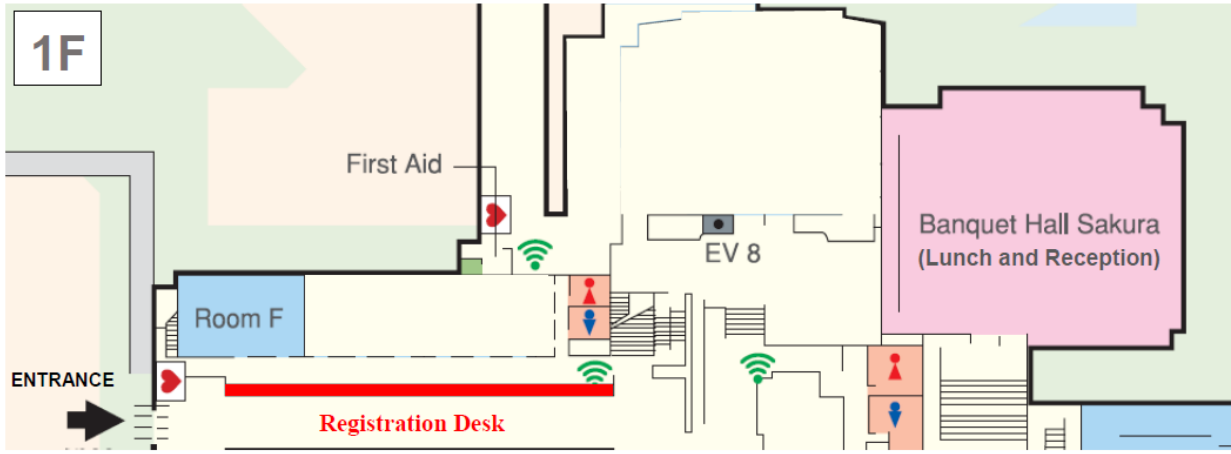 1F
First Aid
EV 8
Banquet Hall Sakura
(Lunch and Reception)
Room F
ENTRANCE
Registration Desk